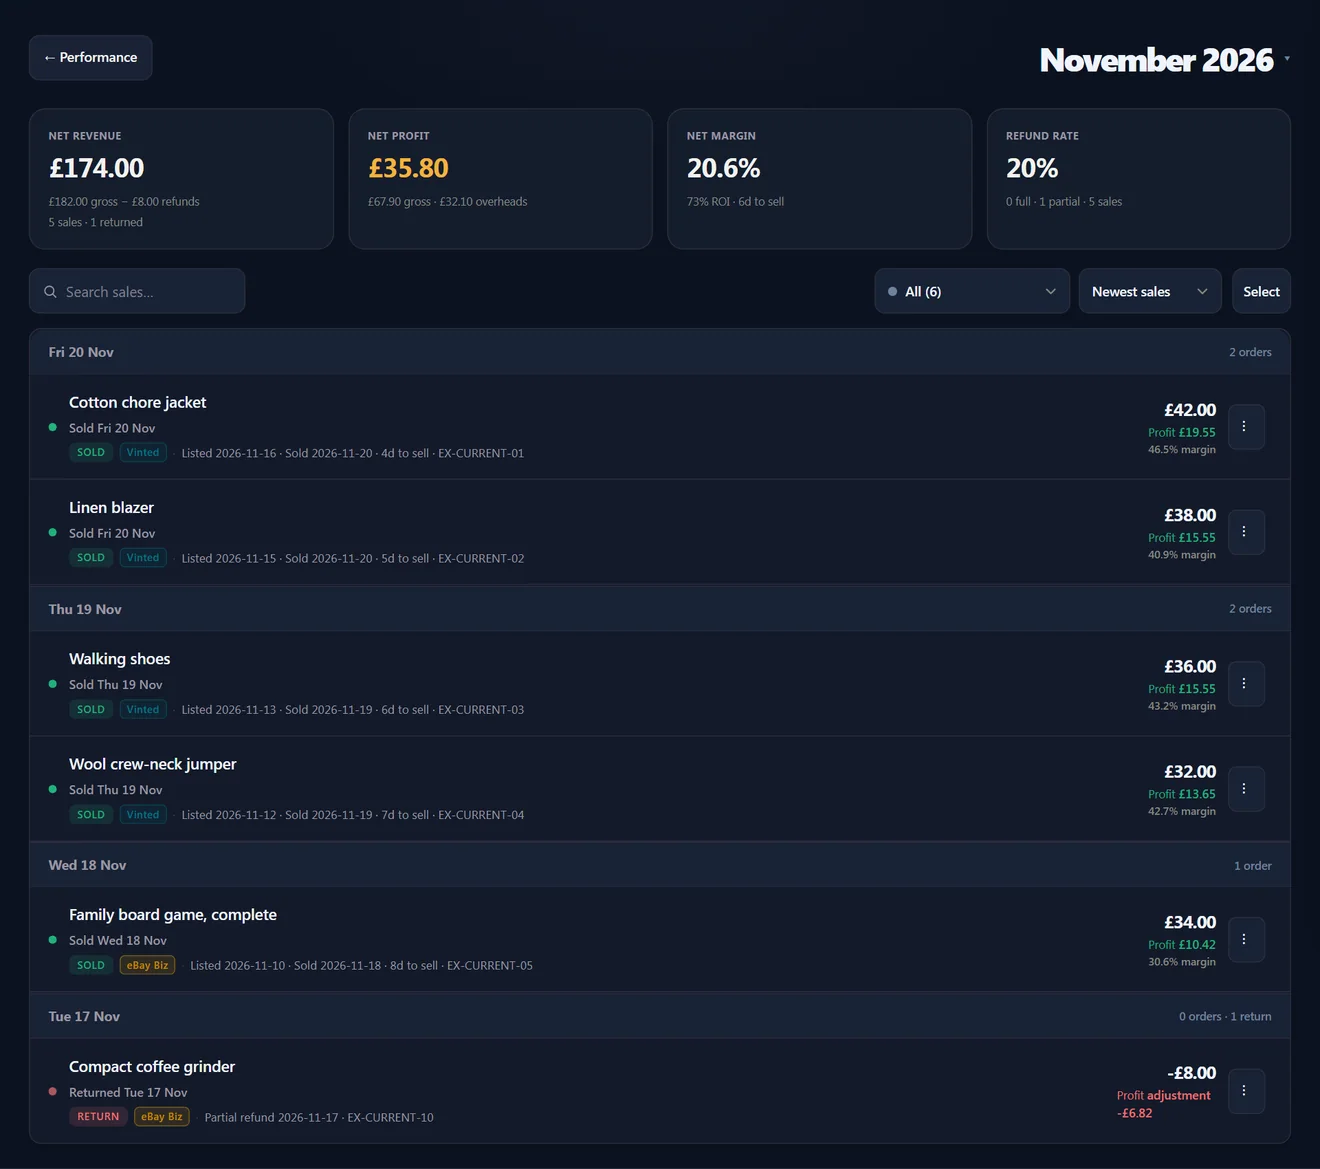 ← Performance
November 2026
NET REVENUE
£174.00
£182.00 gross − £8.00 refunds
5 sales · 1 returned
NET PROFIT
£35.80
£67.90 gross · £32.10 overheads
NET MARGIN
20.6%
73% ROI · 6d to sell
REFUND RATE
20%
0 full · 1 partial · 5 sales
Search sales...
All (6)
Newest sales
Select
Fri 20 Nov
2 orders
Cotton chore jacket
Sold Fri 20 Nov
SOLD Vinted · Listed 2026-11-16 · Sold 2026-11-20 · 4d to sell · EX-CURRENT-01
£42.00
Profit £19.55
46.5% margin
Linen blazer
Sold Fri 20 Nov
SOLD Vinted · Listed 2026-11-15 · Sold 2026-11-20 · 5d to sell · EX-CURRENT-02
£38.00
Profit £15.55
40.9% margin
Thu 19 Nov
2 orders
Walking shoes
Sold Thu 19 Nov
SOLD Vinted · Listed 2026-11-13 · Sold 2026-11-19 · 6d to sell · EX-CURRENT-03
£36.00
Profit £15.55
43.2% margin
Wool crew-neck jumper
Sold Thu 19 Nov
SOLD Vinted · Listed 2026-11-12 · Sold 2026-11-19 · 7d to sell · EX-CURRENT-04
£32.00
Profit £13.65
42.7% margin
Wed 18 Nov
1 order
Family board game, complete
Sold Wed 18 Nov
SOLD eBay Biz · Listed 2026-11-10 · Sold 2026-11-18 · 8d to sell · EX-CURRENT-05
£34.00
Profit £10.42
30.6% margin
Tue 17 Nov
0 orders · 1 return
Compact coffee grinder
Returned Tue 17 Nov
RETURN eBay Biz · Partial refund 2026-11-17 · EX-CURRENT-10
-£8.00
Profit adjustment
-£6.82